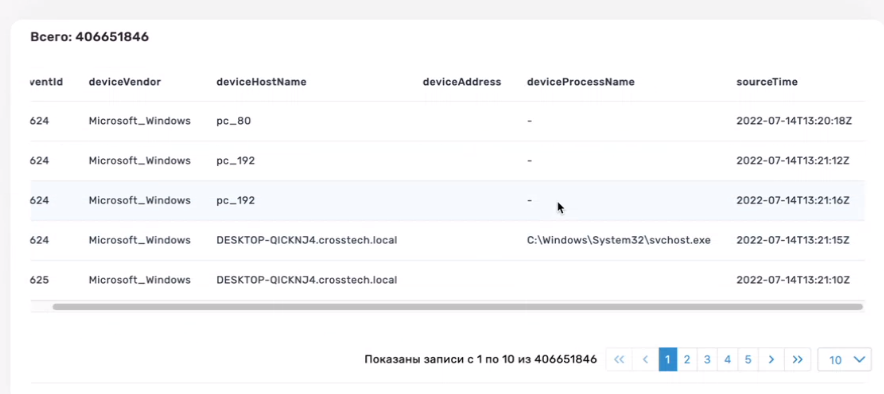 Всего: 406651846
ventId deviceVendor deviceHostName deviceAddress deviceProcessName sourceTime
624 Microsoft_Windows pc_80 - 2022-07-14T13:20:18Z
624 Microsoft_Windows pc_192 - 2022-07-14T13:21:12Z
624 Microsoft_Windows pc_192 - 2022-07-14T13:21:16Z
624 Microsoft_Windows DESKTOP-QICKNJ4.crosstech.local C:\Windows\System32\svchost.exe 2022-07-14T13:21:15Z
625 Microsoft_Windows DESKTOP-QICKNJ4.crosstech.local 2022-07-14T13:21:10Z
Показаны записи с 1 по 10 из 406651846 « ‹ 1 2 3 4 5 › » 10